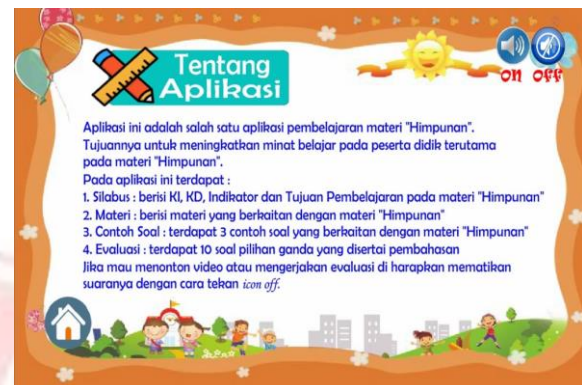 Tentang
Aplikasi
on off
Aplikasi ini adalah salah satu aplikasi pembelajaran materi "Himpunan".
Tujuannya untuk meningkatkan minat belajar pada peserta didik terutama
pada materi "Himpunan".
Pada aplikasi ini terdapat :
1. Silabus : berisi KI, KD, Indikator dan Tujuan Pembelajaran pada materi "Himpunan"
2. Materi : berisi materi yang berkaitan dengan materi "Himpunan"
3. Contoh Soal : terdapat 3 contoh soal yang berkaitan dengan materi "Himpunan"
4. Evaluasi : terdapat 10 soal pilihan ganda yang disertai pembahasan
Jika mau menonton video atau mengerjakan evaluasi di harapkan mematikan
suaranya dengan cara tekan icon off.